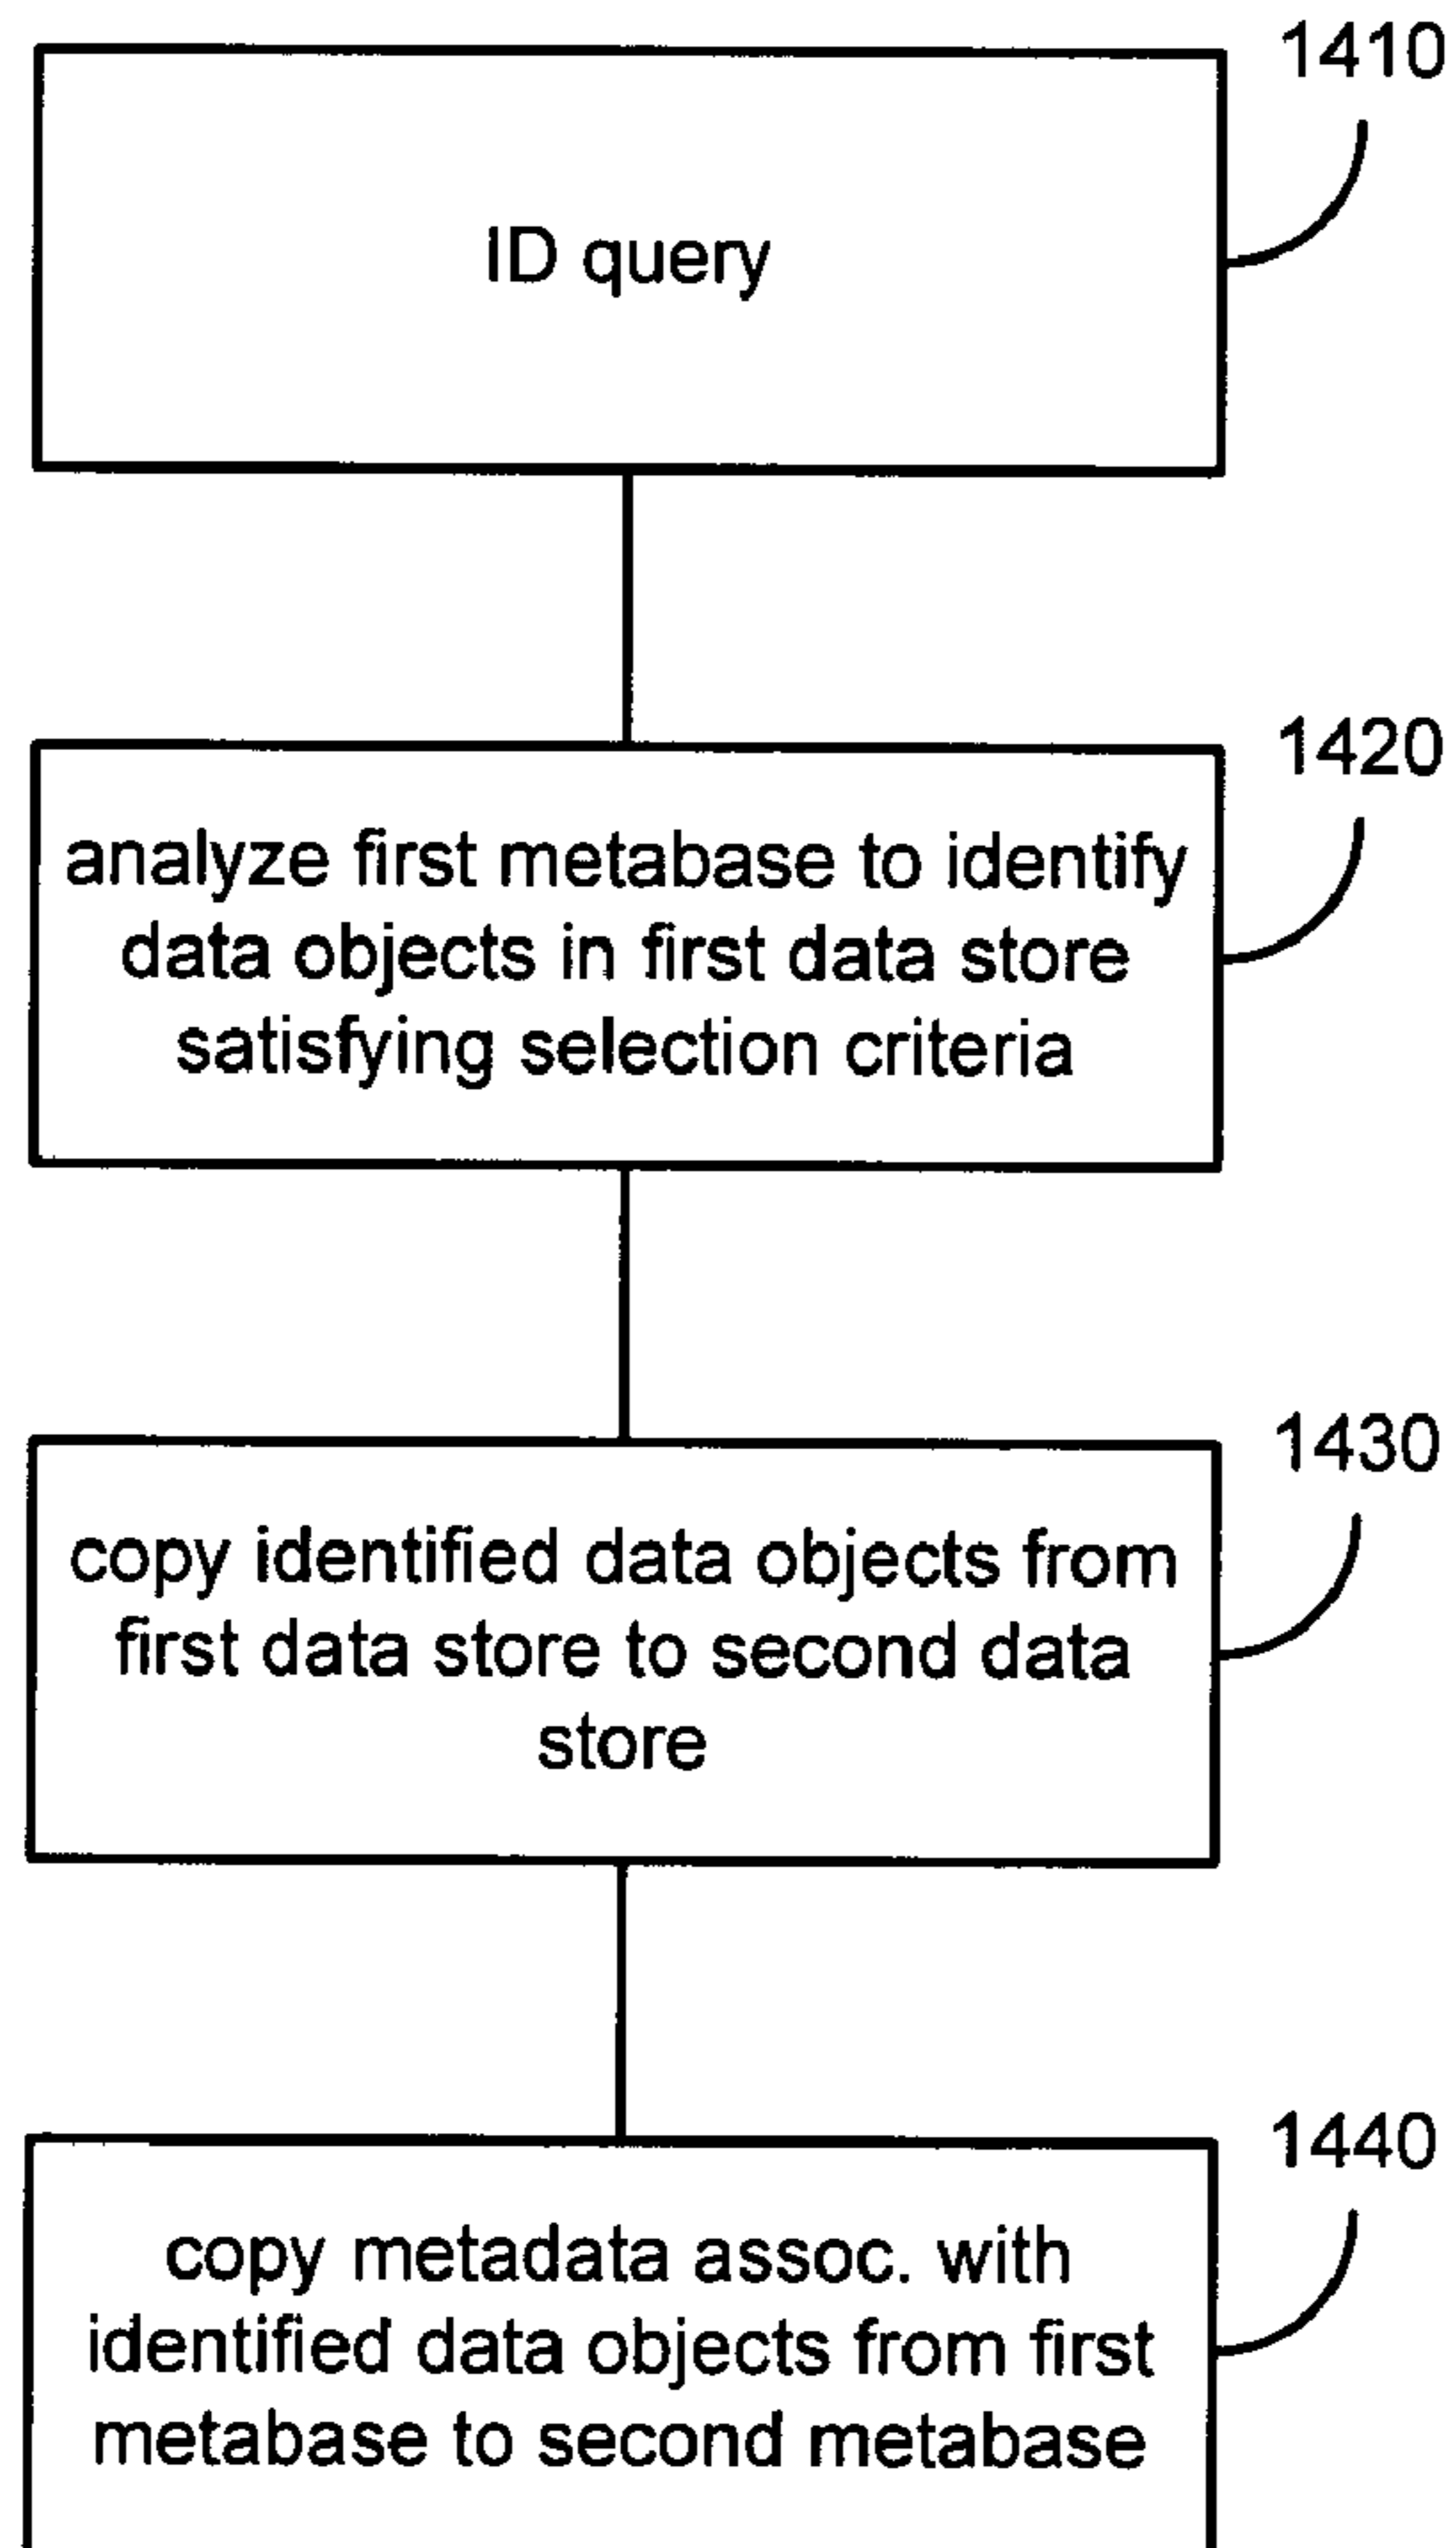 1410
ID query
1420
analyze first metabase to identify
data objects in first data store
satisfying selection criteria
1430
copy identified data objects from
first data store to second data
store
1440
copy metadata assoc. with
identified data objects from first
metabase to second metabase